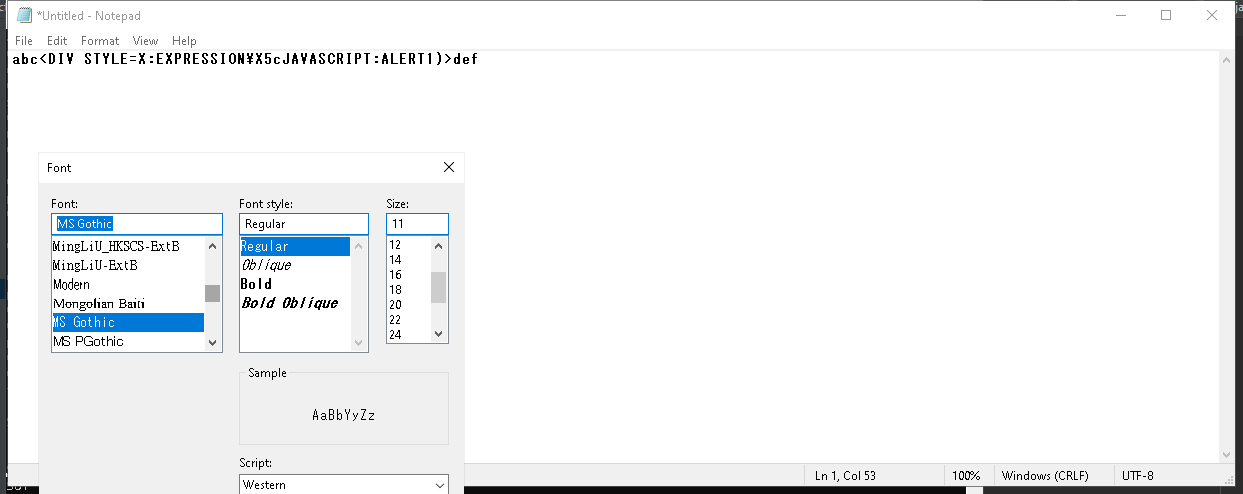 *Untitled - Notepad
File Edit Format View Help
abc<DIV STYLE=X:EXPRESSION¥X5cJAVASCRIPT:ALERT1)>def
Font
Font: Font style: Size:
MS Gothic Regular 11
MingLiU_HKSCS-ExtB
MingLiU-ExtB
Modern
Mongolian Baiti
MS Gothic
MS PGothic
Regular
Oblique
Bold
Bold Oblique
12
14
16
18
20
22
24
Sample
AaBbYyZz
Script:
Western
Ln 1, Col 53 100% Windows (CRLF) UTF-8